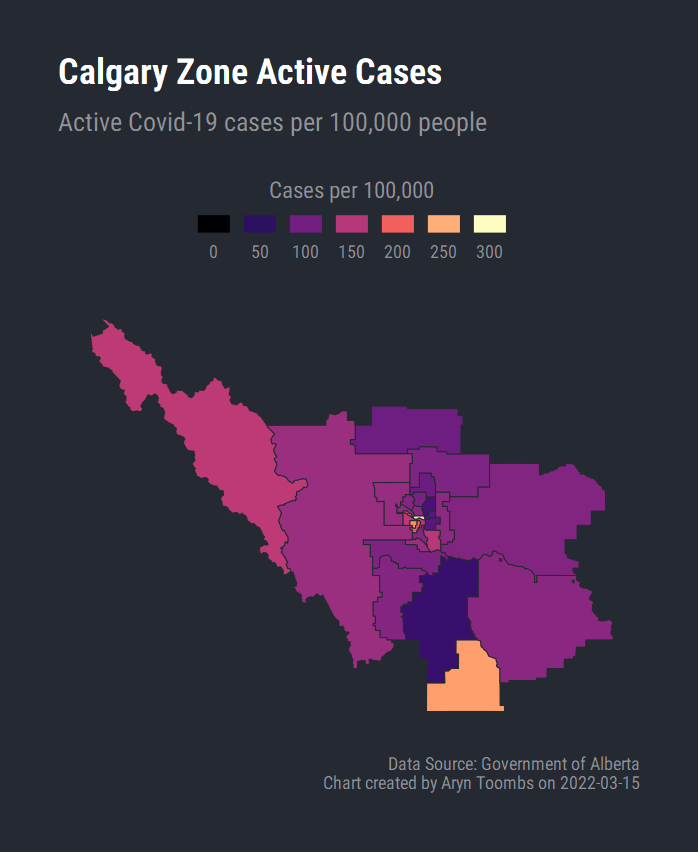 Calgary Zone Active Cases
Active Covid-19 cases per 100,000 people
Cases per 100,000
0 50 100 150 200 250 300
Data Source: Government of Alberta
Chart created by Aryn Toombs on 2022-03-15